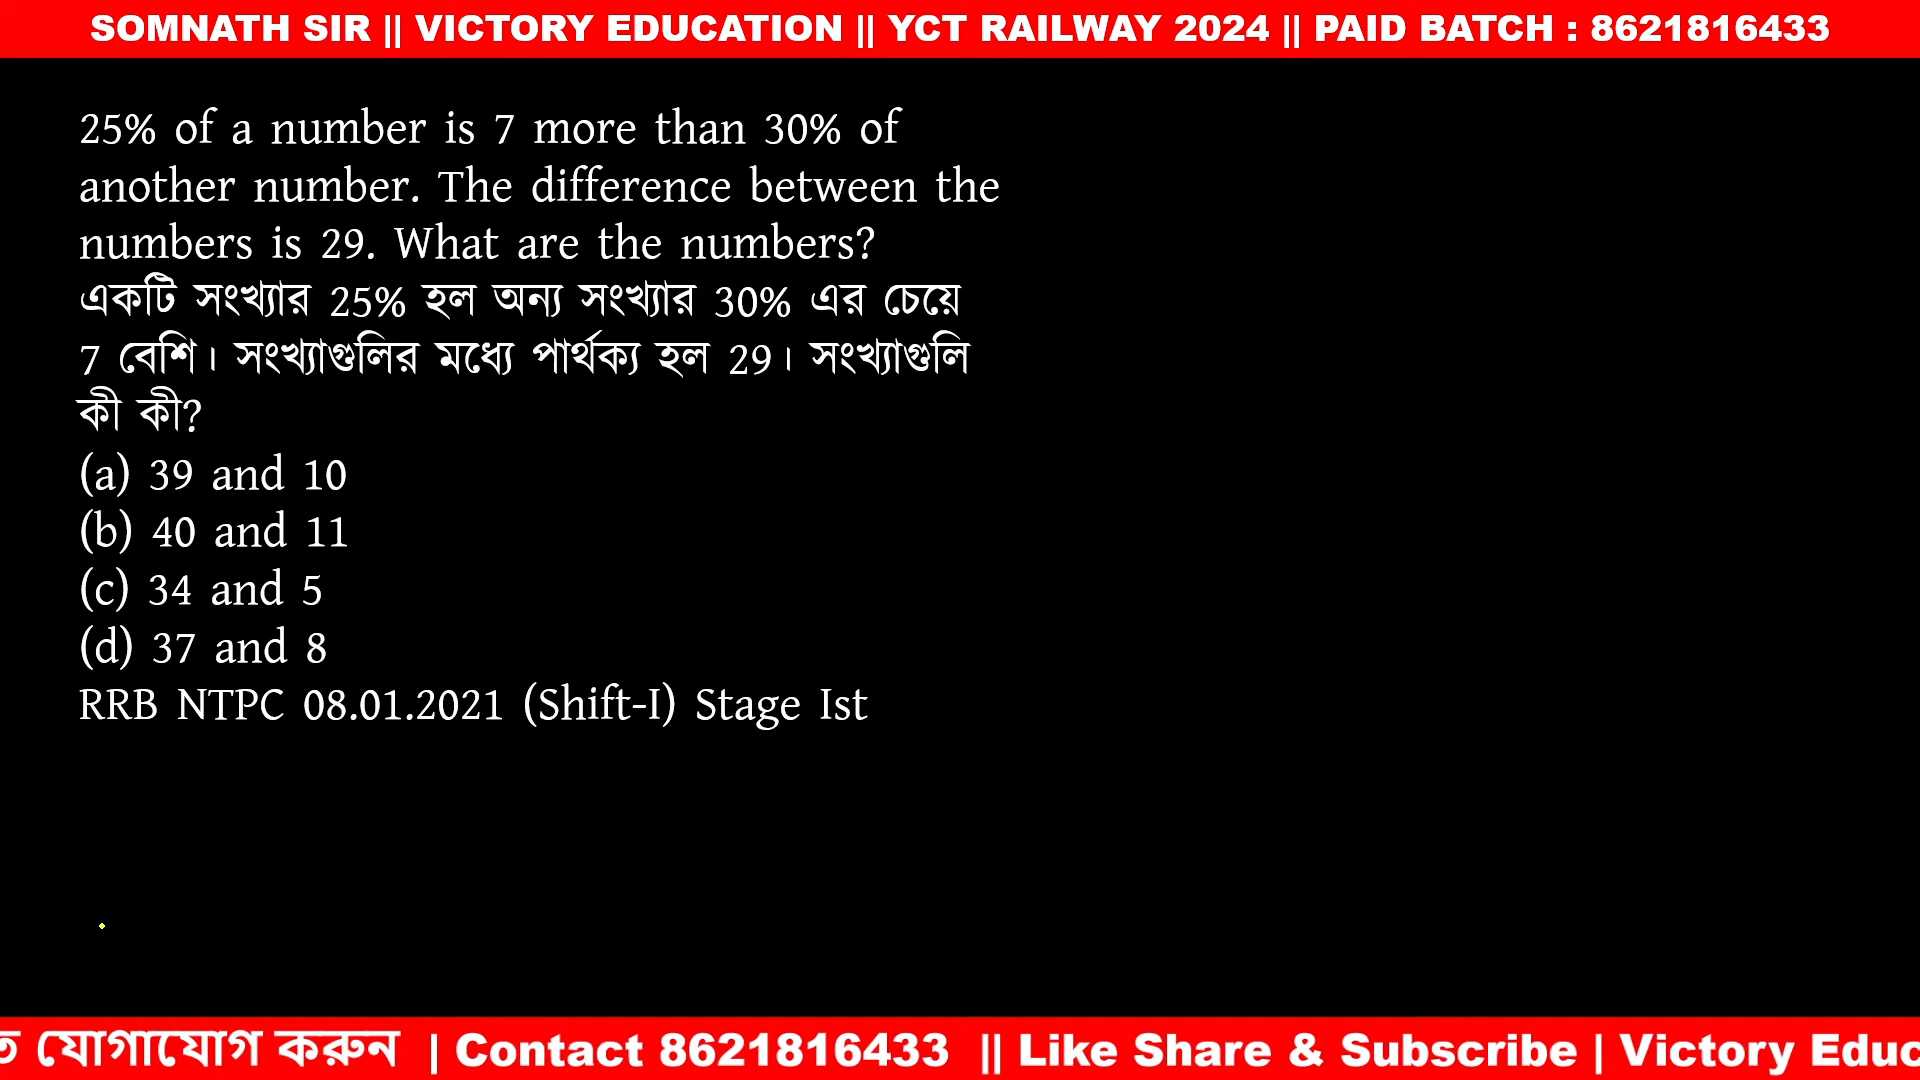 SOMNATH SIR || VICTORY EDUCATION || YCT RAILWAY 2024 || PAID BATCH : 8621816433
25% of a number is 7 more than 30% of
another number. The difference between the
numbers is 29. What are the numbers?
একটি সংখ্যার 25% হল অন্য সংখ্যার 30% এর চেয়ে
7 বেশি। সংখ্যাগুলির মধ্যে পার্থক্য হল 29। সংখ্যাগুলি
কী কী?
(a) 39 and 10
(b) 40 and 11
(c) 34 and 5
(d) 37 and 8
RRB NTPC 08.01.2021 (Shift-I) Stage Ist
যোগাযোগ করুন | Contact 8621816433 || Like Share & Subscribe | Victory Educ